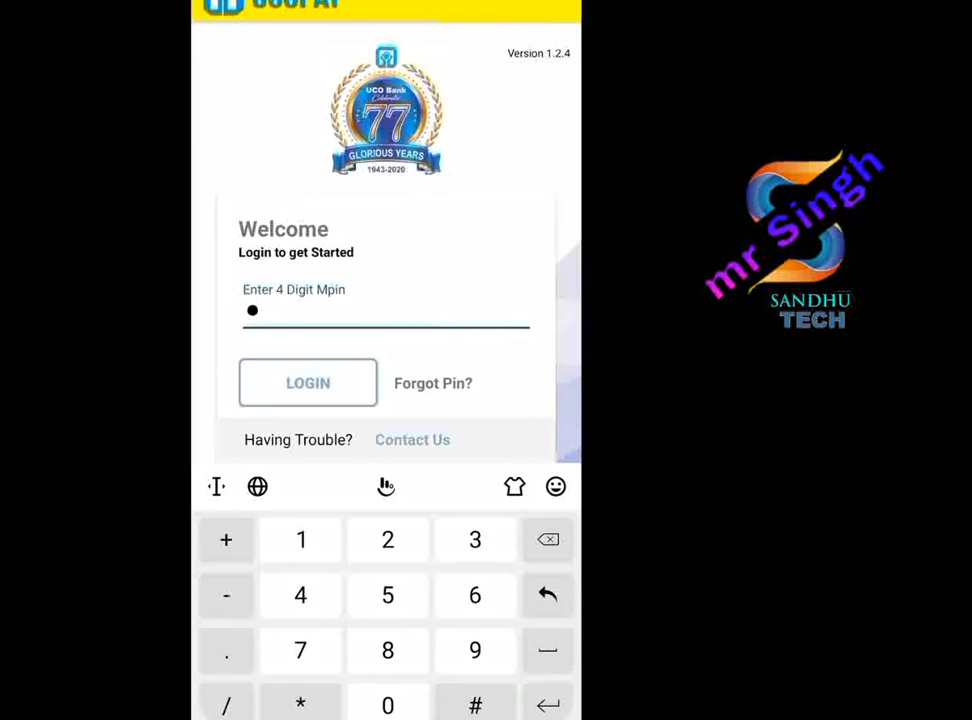 Version 1.2.4
UCO Bank
Celebrates
77
GLORIOUS YEARS
1943-2020
Welcome
Login to get Started
Enter 4 Digit Mpin
LOGIN
Forgot Pin?
Having Trouble?
Contact Us
+ 1 2 3
- 4 5 6
. 7 8 9
/ * 0 #
mr Singh
SANDHU
TECH